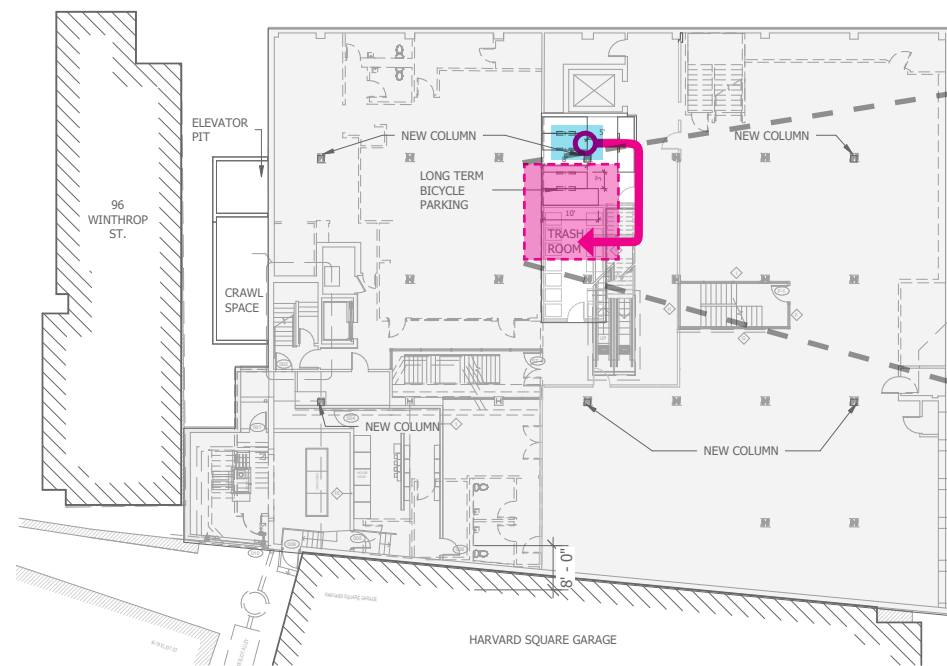 ELEVATOR
PIT
NEW COLUMN
NEW COLUMN
5'
LONG TERM
BICYCLE
PARKING
3'
96
WINTHROP
ST.
10'
TRASH
ROOM
CRAWL
SPACE
NEW COLUMN
NEW COLUMN
8' - 0"
HARVARD SQUARE GARAGE